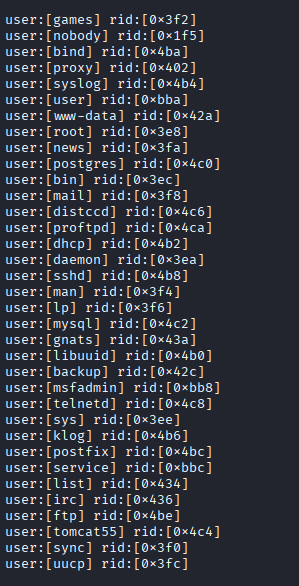 user:[games] rid:[0×3f2]
user:[nobody] rid:[0×1f5]
user:[bind] rid:[0×4ba]
user:[proxy] rid:[0×402]
user:[syslog] rid:[0×4b4]
user:[user] rid:[0×bba]
user:[www-data] rid:[0×42a]
user:[root] rid:[0×3e8]
user:[news] rid:[0×3fa]
user:[postgres] rid:[0×4c0]
user:[bin] rid:[0×3ec]
user:[mail] rid:[0×3f8]
user:[distccd] rid:[0×4c6]
user:[proftpd] rid:[0×4ca]
user:[dhcp] rid:[0×4b2]
user:[daemon] rid:[0×3ea]
user:[sshd] rid:[0×4b8]
user:[man] rid:[0×3f4]
user:[lp] rid:[0×3f6]
user:[mysql] rid:[0×4c2]
user:[gnats] rid:[0×43a]
user:[libuuid] rid:[0×4b0]
user:[backup] rid:[0×42c]
user:[msfadmin] rid:[0×bb8]
user:[telnetd] rid:[0×4c8]
user:[sys] rid:[0×3ee]
user:[klog] rid:[0×4b6]
user:[postfix] rid:[0×4bc]
user:[service] rid:[0×bbc]
user:[list] rid:[0×434]
user:[irc] rid:[0×436]
user:[ftp] rid:[0×4be]
user:[tomcat55] rid:[0×4c4]
user:[sync] rid:[0×3f0]
user:[uucp] rid:[0×3fc]